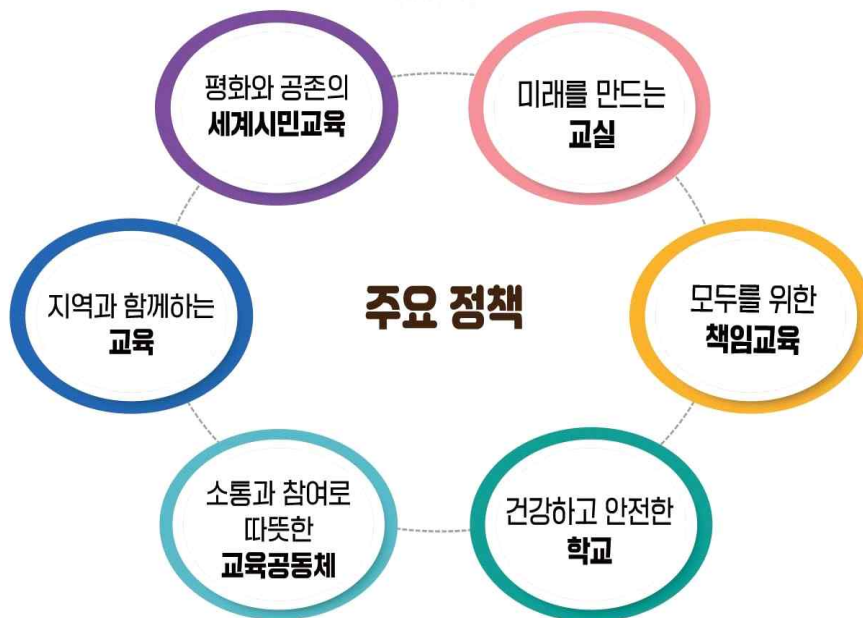 평화와 공존의
세계시민교육
미래를 만드는
교실
지역과 함께하는
교육
주요 정책
모두를 위한
책임교육
소통과 참여로
따뜻한
교육공동체
건강하고 안전한
학교